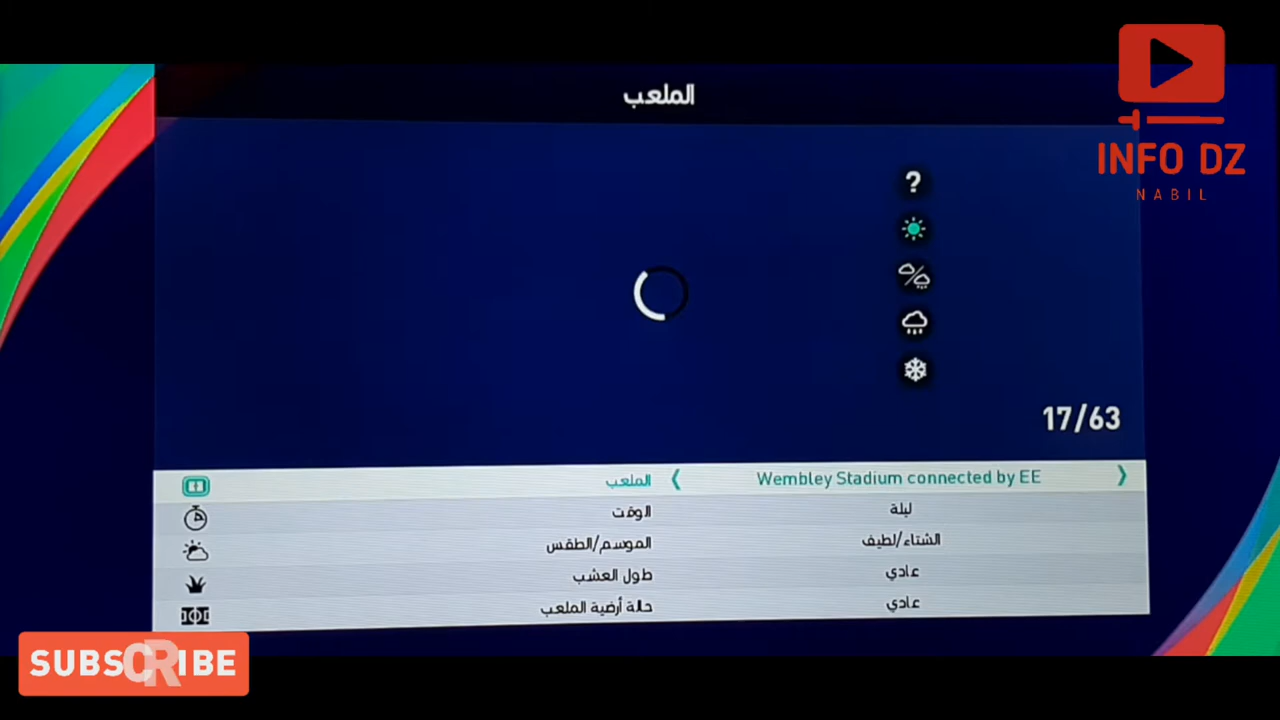 الملعب
INFO DZ
NABIL
?
17/63
الملعب Wembley Stadium connected by EE
الوقت ليلة
الموسم/الطقس الشتاء/لطيف
طول العشب عادي
حالة أرضية الملعب عادي
SUBSCRIBE